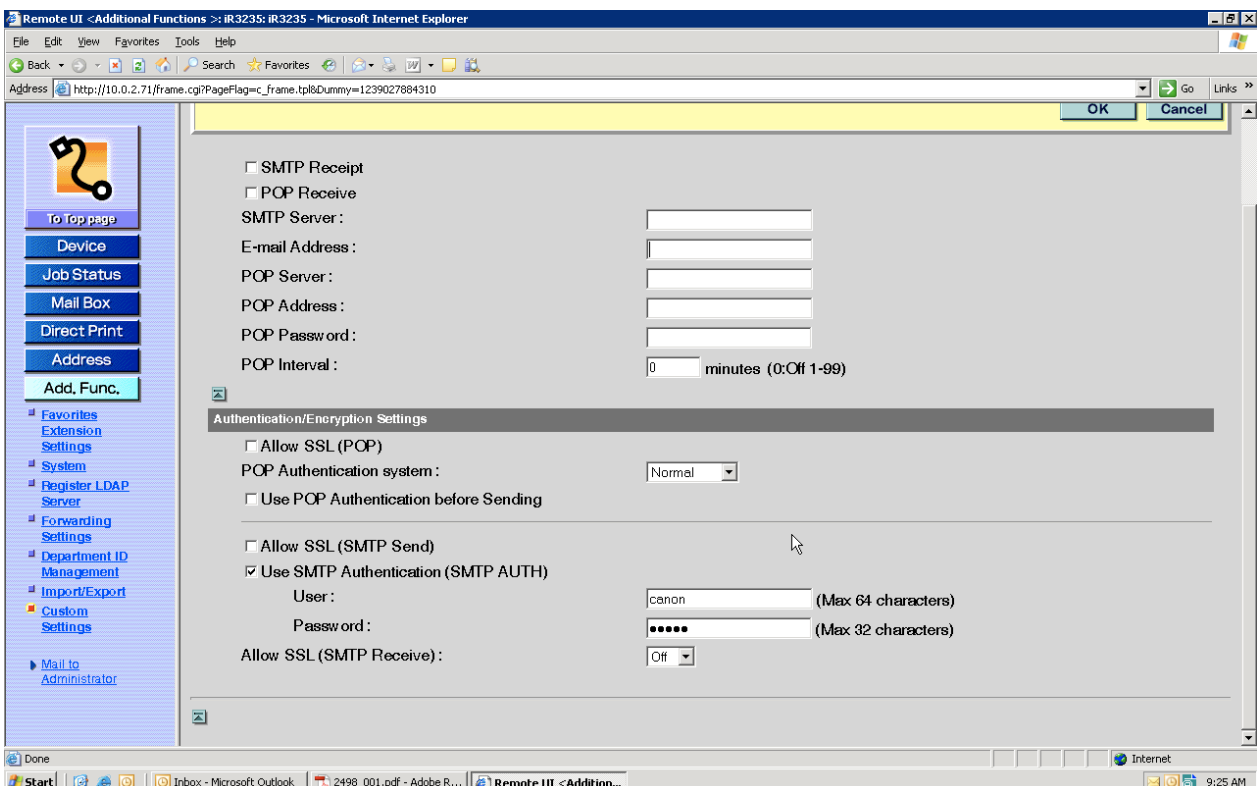 Remote UI <Additional Functions >: iR3235: iR3235 - Microsoft Internet Explorer
File Edit View Favorites Tools Help
Back Search Favorites
Address http://10.0.2.71/frame.cgi?PageFlag=c_frame.tpl&Dummy=1239027884310 Go Links »
OK Cancel
To Top page
Device
Job Status
Mail Box
Direct Print
Address
Add. Func.
Favorites
Extension
Settings
System
Register LDAP
Server
Forwarding
Settings
Department ID
Management
Import/Export
Custom
Settings
Mail to
Administrator
SMTP Receipt
POP Receive
SMTP Server :
E-mail Address :
POP Server :
POP Address :
POP Password :
POP Interval : 0 minutes (0:Off 1-99)
Authentication/Encryption Settings
Allow SSL (POP)
POP Authentication system : Normal
Use POP Authentication before Sending
Allow SSL (SMTP Send)
Use SMTP Authentication (SMTP AUTH)
User : canon (Max 64 characters)
Password : ••••• (Max 32 characters)
Allow SSL (SMTP Receive) : Off
Done Internet
Start Inbox - Microsoft Outlook 2498_001.pdf - Adobe R... Remote UI <Addition... 9:25 AM